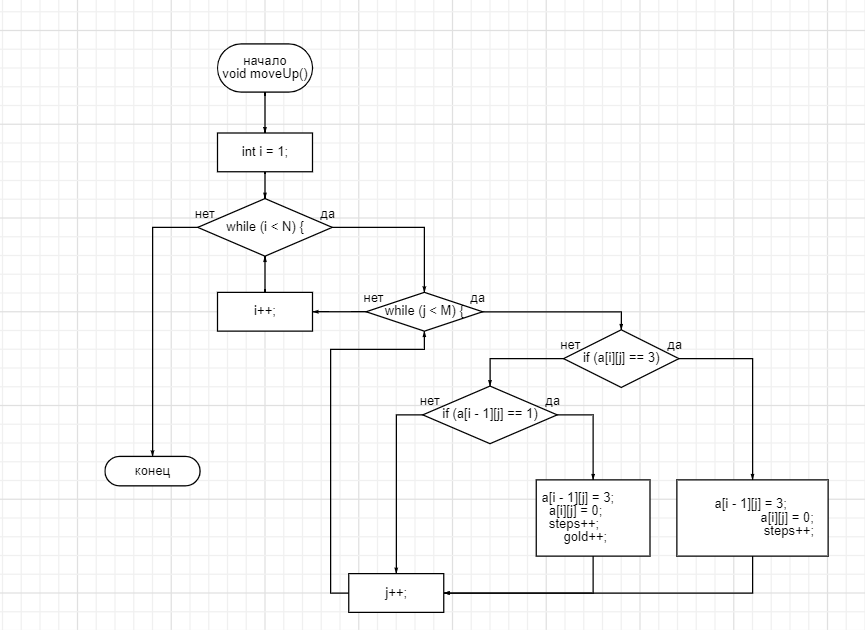 начало
void moveUp()
int i = 1;
нет
да
while (i < N) {
i++;
нет
да
while (j < M) {
нет
да
if (a[i][j] == 3)
нет
да
if (a[i - 1][j] == 1)
конец
a[i - 1][j] = 3;
a[i][j] = 0;
steps++;
gold++;
a[i - 1][j] = 3;
a[i][j] = 0;
steps++;
j++;